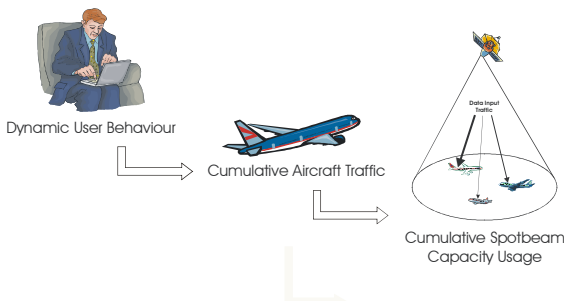 Dynamic User Behaviour
Cumulative Aircraft Traffic
Data Input
Traffic
Cumulative Spotbeam
Capacity Usage